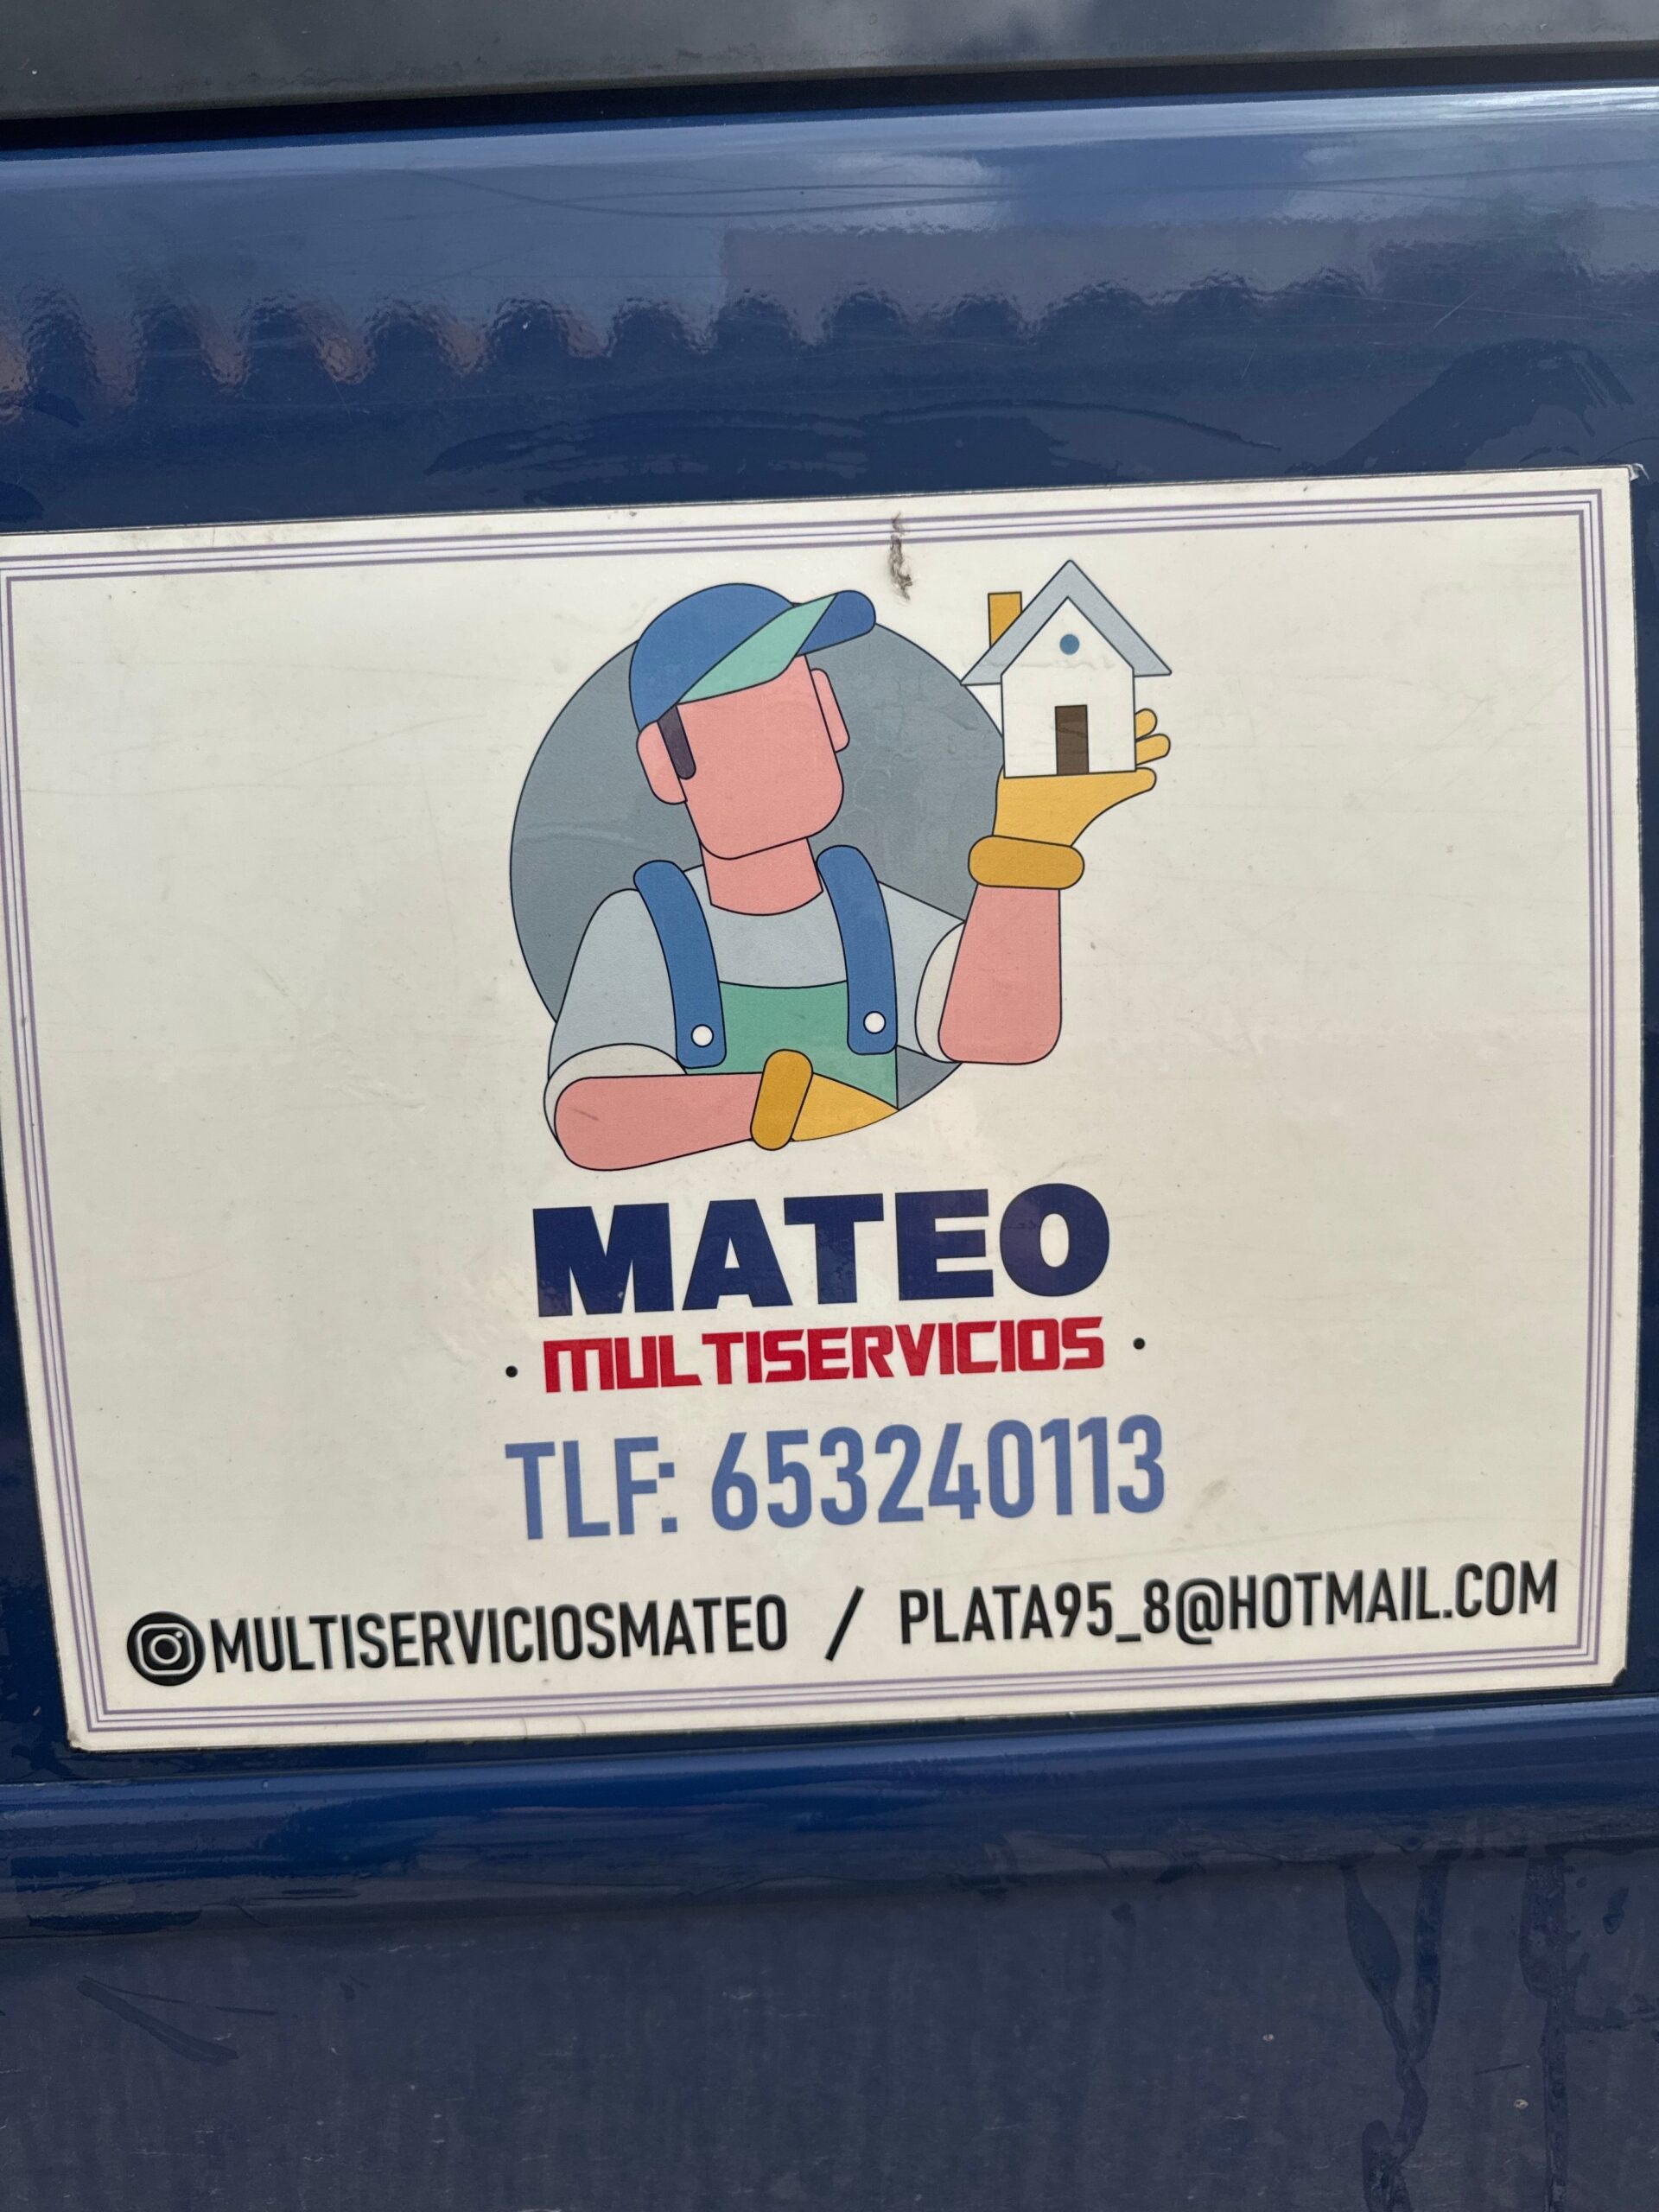 MATEO
· MULTISERVICIOS ·
TLF: 653240113
MULTISERVICIOSMATEO / PLATA95_8@HOTMAIL.COM